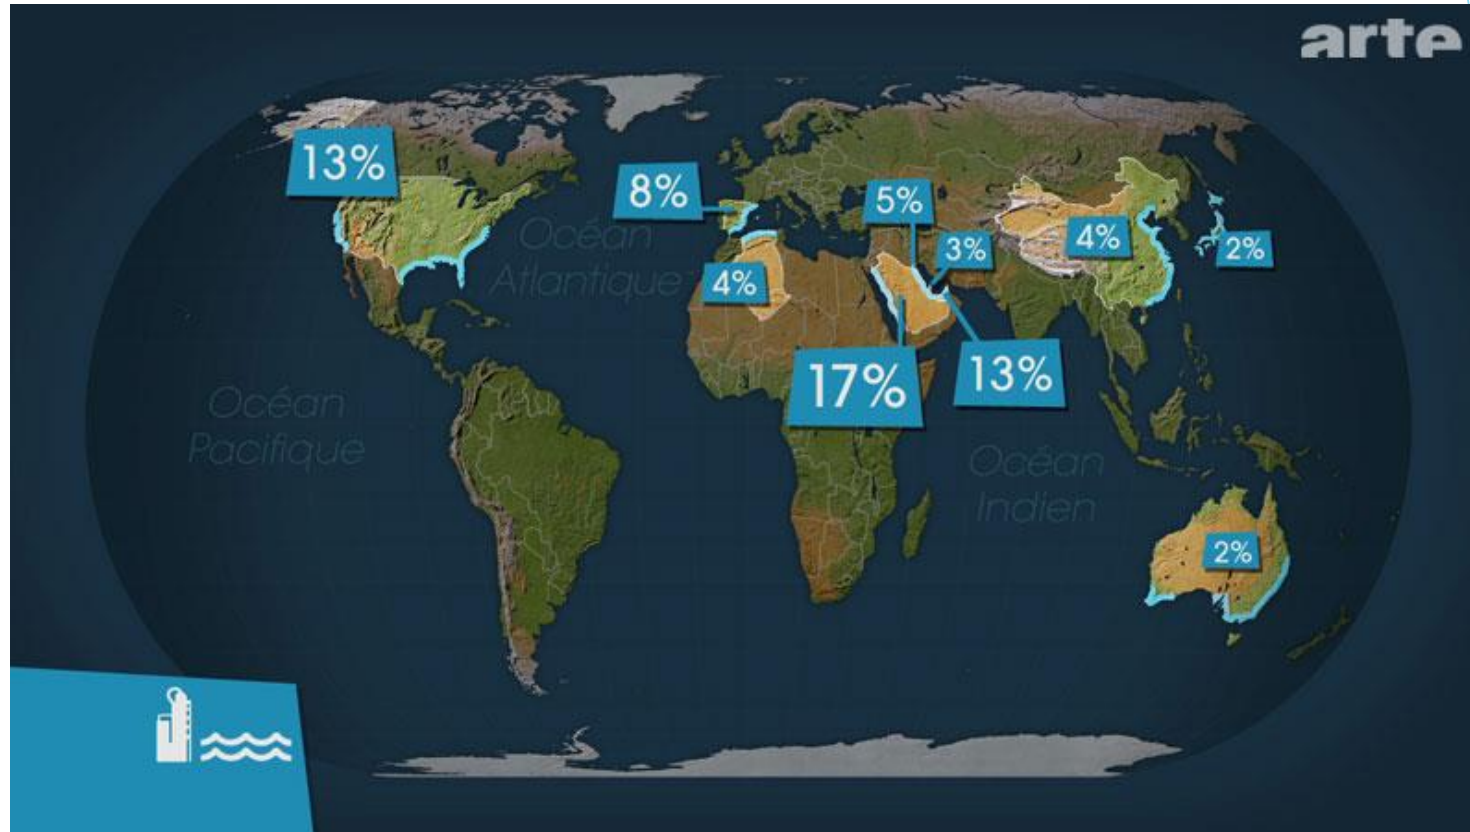 arte
13%
8%
5%
3%
4%
2%
4%
17%
13%
2%
Océan
Atlantique
Océan
Pacifique
Océan
Indien